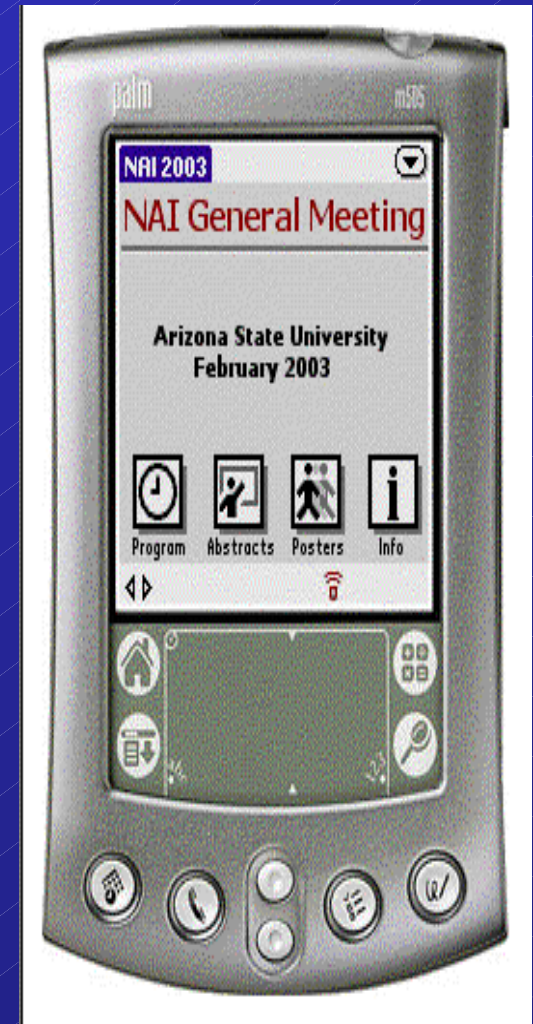 palm m505
NAI 2003
NAI General Meeting
Arizona State University
February 2003
Program Abstracts Posters Info